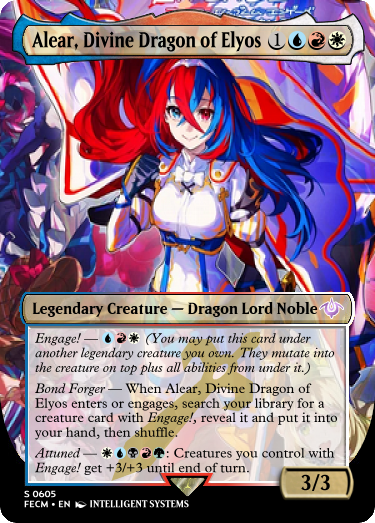 Alear, Divine Dragon of Elyos 1
Legendary Creature — Dragon Lord Noble
Engage! — (You may put this card under
another legendary creature you own. They mutate into
the creature on top plus all abilities from under it.)
Bond Forger — When Alear, Divine Dragon of
Elyos enters or engages, search your library for a
creature card with Engage!, reveal it and put it into
your hand, then shuffle.
Attuned — : Creatures you control with
Engage! get +3/+3 until end of turn.
3/3
S 0605
FECM • EN INTELLIGENT SYSTEMS